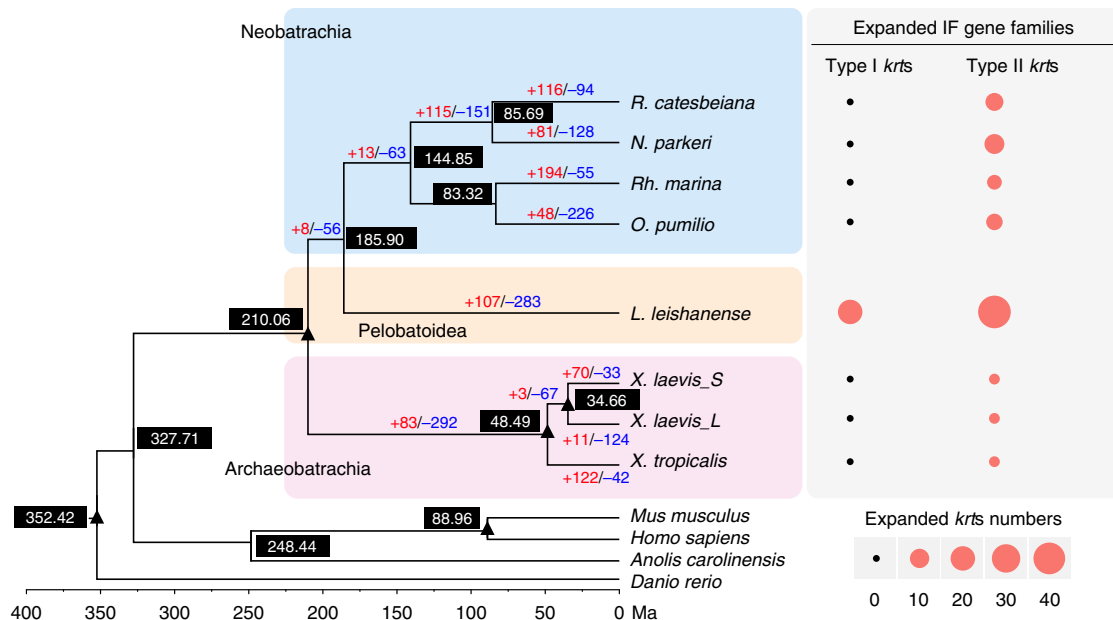 Neobatrachia
Expanded IF gene families
Type I krts
Type II krts
+116/–94
R. catesbeiana
+115/–151
85.69
+81/–128
N. parkeri
+13/–63
144.85
+194/–55
Rh. marina
83.32
+48/–226
O. pumilio
+8/–56
185.90
+107/–283
L. leishanense
210.06
Pelobatoidea
+70/–33
X. laevis_S
+3/–67
34.66
+83/–292
48.49
X. laevis_L
+11/–124
327.71
Archaeobatrachia
X. tropicalis
+122/–42
352.42
88.96
Mus musculus
Homo sapiens
248.44
Anolis carolinensis
Danio rerio
Expanded krts numbers
0 10 20 30 40
400 350 300 250 200 150 100 50 0 Ma